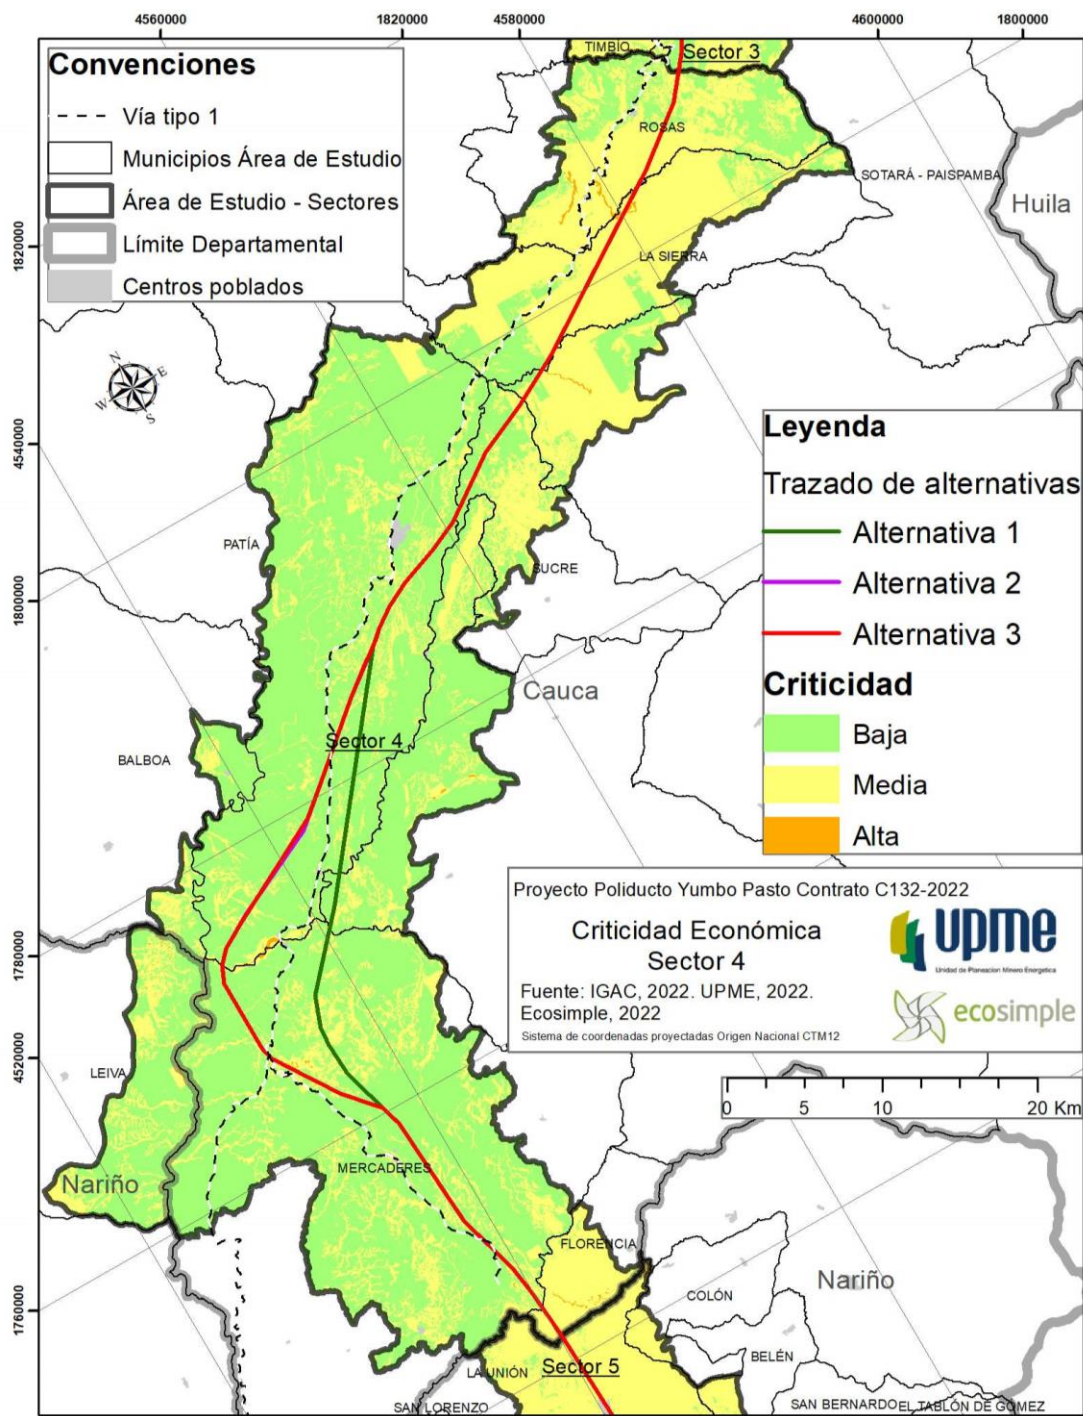 4560000
1820000
4580000
4600000
1800000
Convenciones
Vía tipo 1
Municipios Área de Estudio
Área de Estudio - Sectores
Límite Departamental
Centros poblados
TIMBÍO
Sector 3
ROSAS
SOTARÁ - PAISPAMBA
Huila
LA SIERRA
1820000
N
E
W
S
4540000
Leyenda
Trazado de alternativas
Alternativa 1
Alternativa 2
Alternativa 3
Criticidad
Baja
Media
Alta
PATÍA
SUCRE
1800000
Cauca
Sector 4
BALBOA
Proyecto Poliducto Yumbo Pasto Contrato C132-2022
Criticidad Económica
Sector 4
Fuente: IGAC, 2022. UPME, 2022.
Ecosimple, 2022
Sistema de coordenadas proyectadas Origen Nacional CTM12
upme
Unidad de Planeacion Minero Energetica
ecosimple
1780000
4520000
LEIVA
0 5 10 20 Km
MERCADERES
Nariño
FLORENCIA
Nariño
COLÓN
1760000
BELÉN
LA UNIÓN
Sector 5
SAN LORENZO
SAN BERNARDO
EL TABLÓN DE GÓMEZ